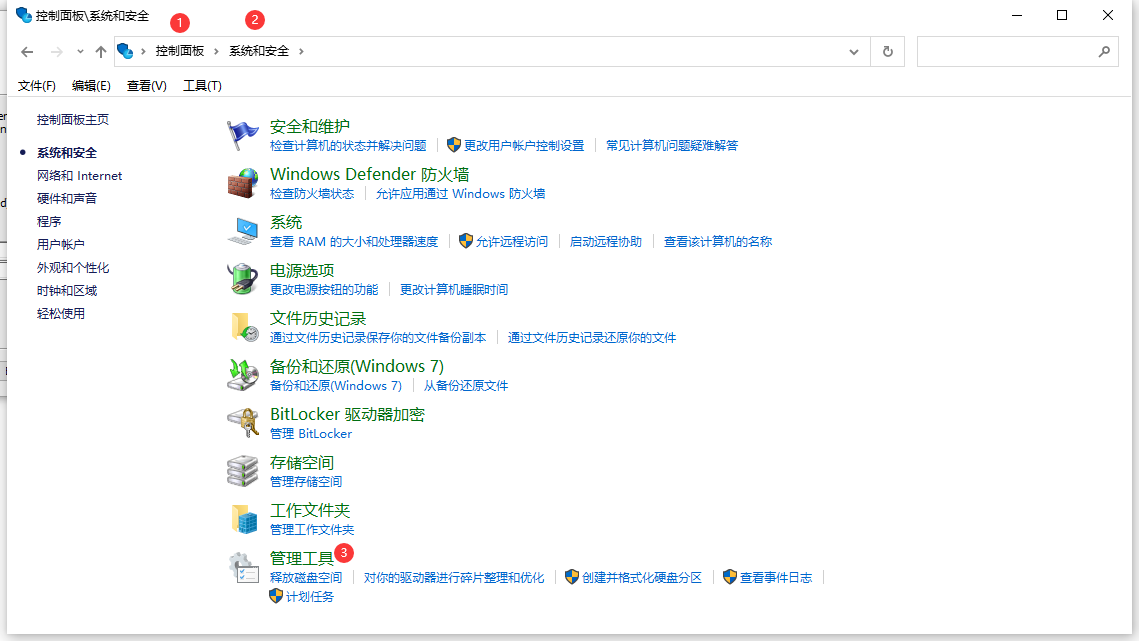 控制面板\系统和安全
1 2
控制面板 系统和安全
文件(F) 编辑(E) 查看(V) 工具(T)
控制面板主页
系统和安全
网络和 Internet
硬件和声音
程序
用户帐户
外观和个性化
时钟和区域
轻松使用
安全和维护
检查计算机的状态并解决问题 更改用户帐户控制设置 常见计算机问题疑难解答
Windows Defender 防火墙
检查防火墙状态 允许应用通过 Windows 防火墙
系统
查看 RAM 的大小和处理器速度 允许远程访问 启动远程协助 查看该计算机的名称
电源选项
更改电源按钮的功能 更改计算机睡眠时间
文件历史记录
通过文件历史记录保存你的文件备份副本 通过文件历史记录还原你的文件
备份和还原(Windows 7)
备份和还原(Windows 7) 从备份还原文件
BitLocker 驱动器加密
管理 BitLocker
存储空间
管理存储空间
工作文件夹
管理工作文件夹
管理工具 3
释放磁盘空间 对你的驱动器进行碎片整理和优化 创建并格式化硬盘分区 查看事件日志
计划任务